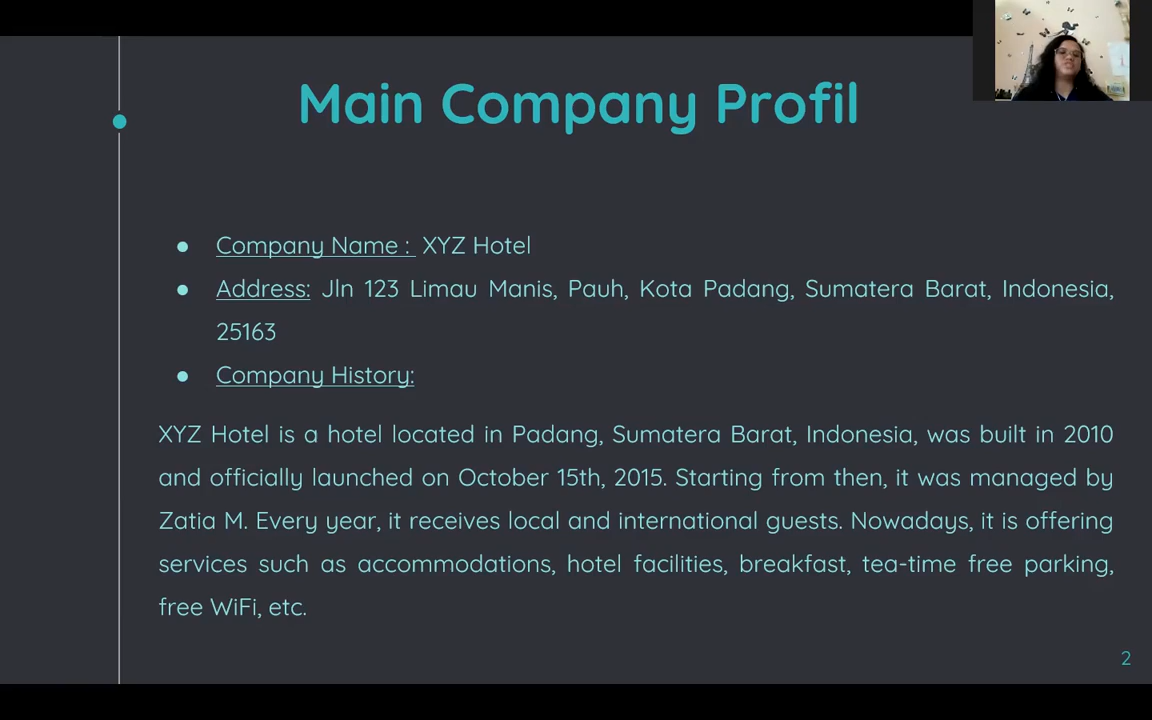 Main Company Profil
● Company Name : XYZ Hotel
● Address: Jln 123 Limau Manis, Pauh, Kota Padang, Sumatera Barat, Indonesia,
25163
● Company History:
XYZ Hotel is a hotel located in Padang, Sumatera Barat, Indonesia, was built in 2010
and officially launched on October 15th, 2015. Starting from then, it was managed by
Zatia M. Every year, it receives local and international guests. Nowadays, it is offering
services such as accommodations, hotel facilities, breakfast, tea-time free parking,
free WiFi, etc.
2